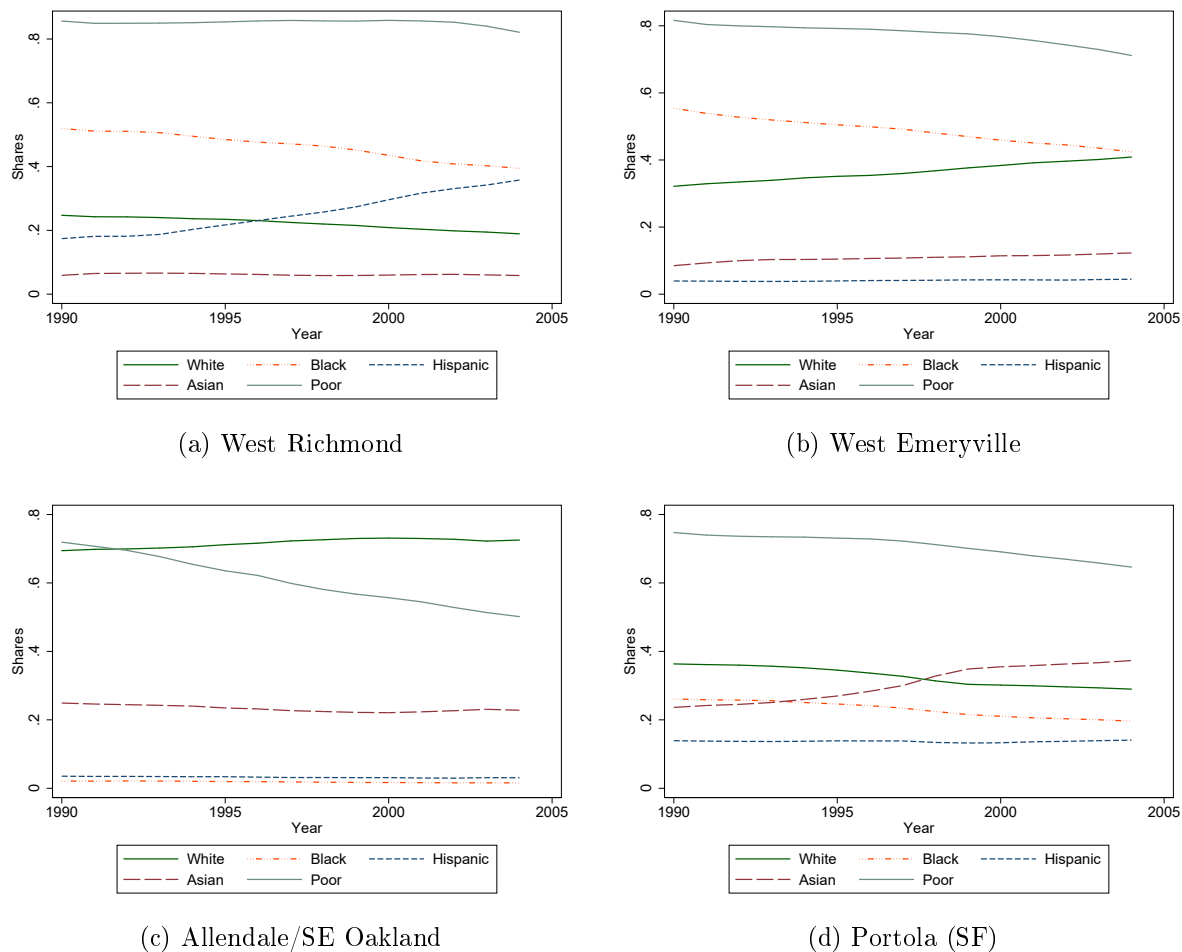 Shares
.8
.6
.4
.2
0
1990 1995 2000 2005
Year
White Black Hispanic
Asian Poor
(a) West Richmond
Shares
.8
.6
.4
.2
0
1990 1995 2000 2005
Year
White Black Hispanic
Asian Poor
(b) West Emeryville
Shares
.8
.6
.4
.2
0
1990 1995 2000 2005
Year
White Black Hispanic
Asian Poor
(c) Allendale/SE Oakland
Shares
.8
.6
.4
.2
0
1990 1995 2000 2005
Year
White Black Hispanic
Asian Poor
(d) Portola (SF)